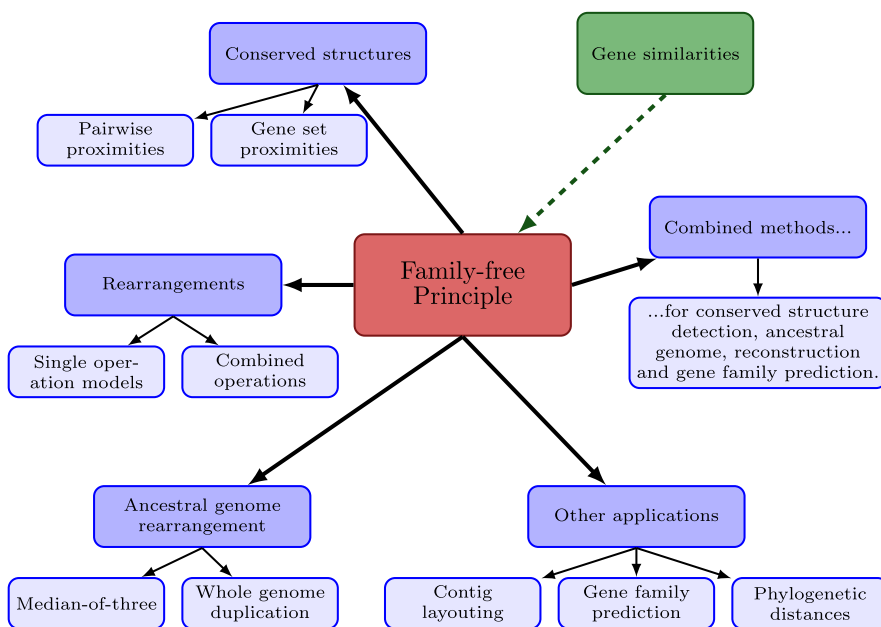 Conserved structures
Gene similarities
Pairwise
proximities
Gene set
proximities
Combined methods...
Family-free
Principle
Rearrangements
...for conserved structure
detection, ancestral
genome, reconstruction
and gene family prediction.
Single oper-
ation models
Combined
operations
Ancestral genome
rearrangement
Other applications
Median-of-three
Whole genome
duplication
Contig
layouting
Gene family
prediction
Phylogenetic
distances